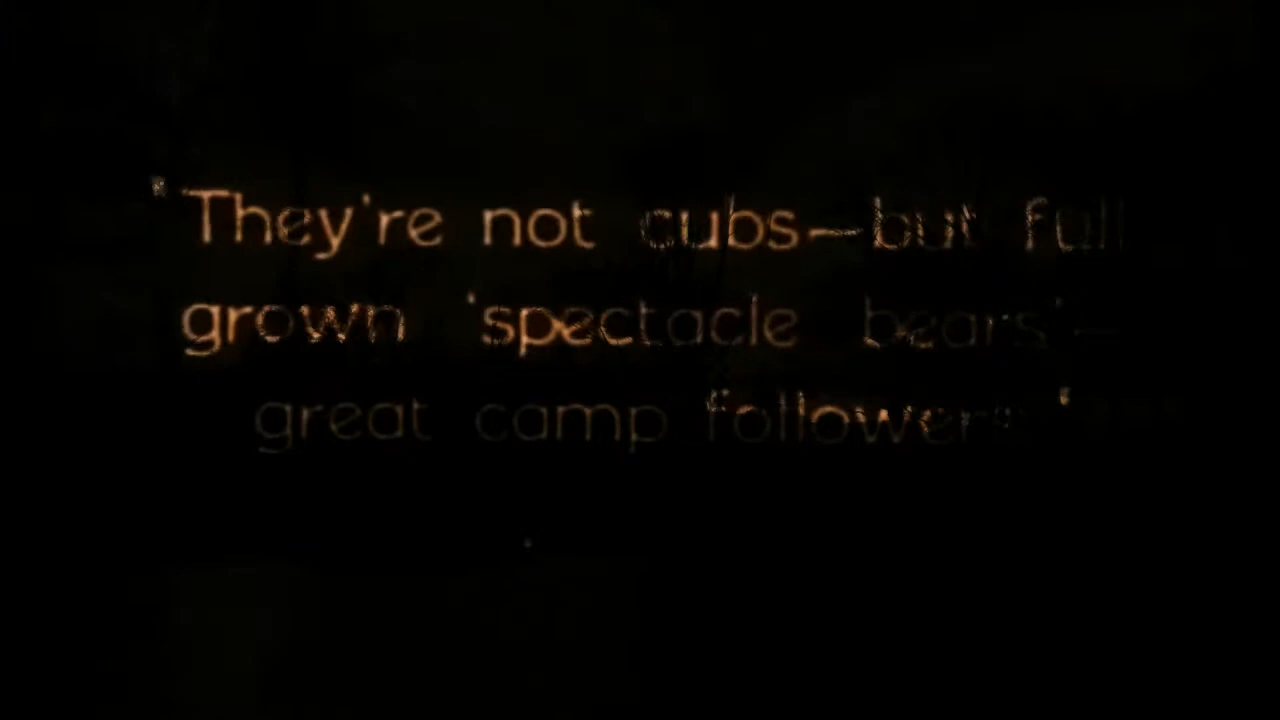 "They're not cubs—but full
grown 'spectacle bears'—
great camp followers